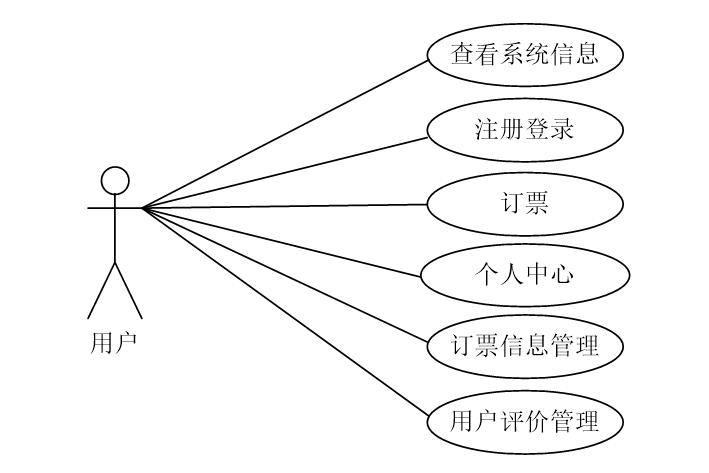 查看系统信息
注册登录
订票
个人中心
用户
订票信息管理
用户评价管理